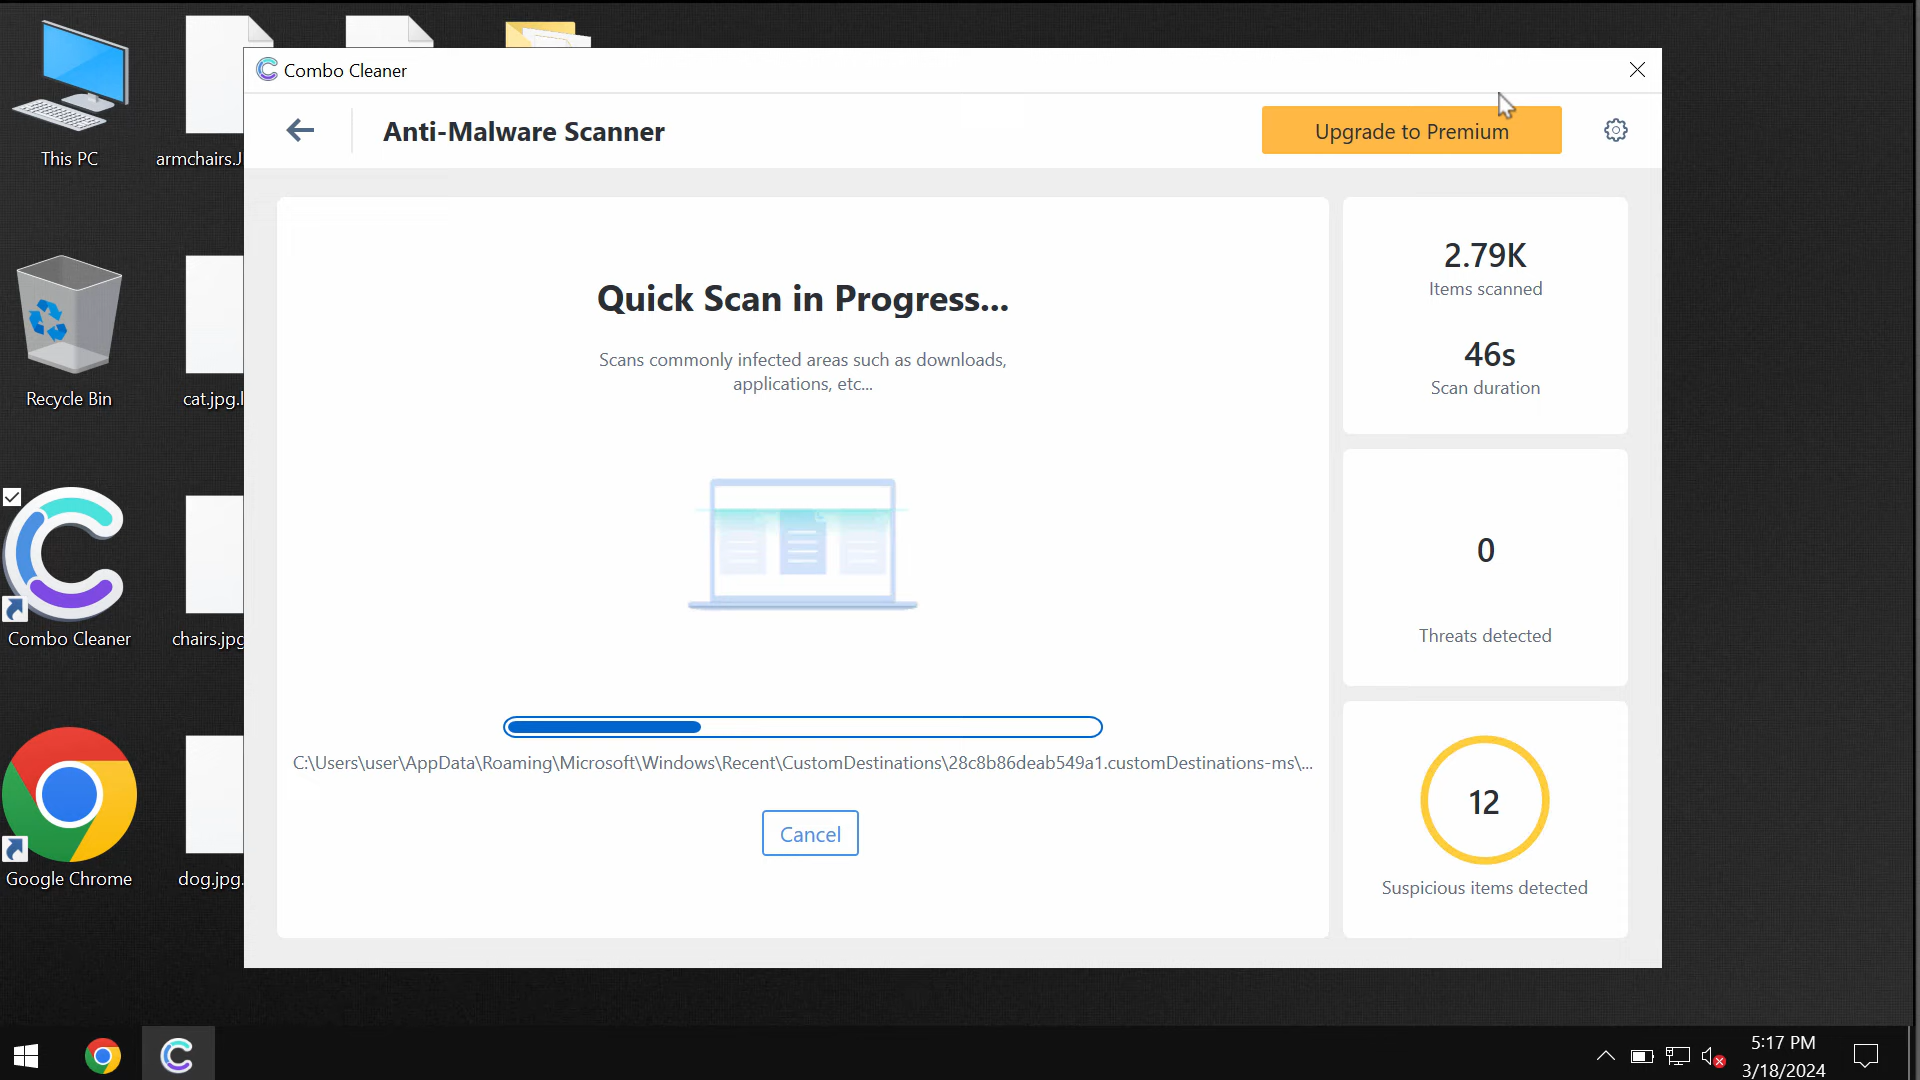 Combo Cleaner
Anti-Malware Scanner
Upgrade to Premium
Quick Scan in Progress...
Scans commonly infected areas such as downloads,
applications, etc...
C:\Users\user\AppData\Roaming\Microsoft\Windows\Recent\CustomDestinations\28c8b86deab549a1.customDestinations-ms\...
Cancel
2.79K
Items scanned
46s
Scan duration
0
Threats detected
12
Suspicious items detected
This PC
armchairs.J
Recycle Bin
cat.jpg.l
Combo Cleaner
chairs.jpg
Google Chrome
dog.jpg.
5:17 PM
3/18/2024